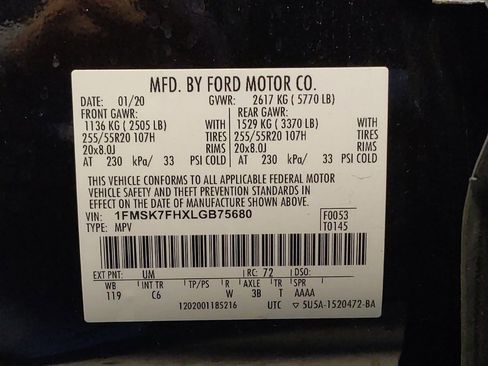 MFD. BY FORD MOTOR CO.
DATE: 01/20 GVWR: 2617 KG ( 5770 LB)
FRONT GAWR: REAR GAWR:
1136 KG ( 2505 LB) WITH 1529 KG ( 3370 LB) WITH
255/55R20 107H TIRES 255/55R20 107H TIRES
20x8.0J RIMS 20x8.0J RIMS
AT 230 kPa/ 33 PSI COLD AT 230 kPa/ 33 PSI COLD
THIS VEHICLE CONFORMS TO ALL APPLICABLE FEDERAL MOTOR
VEHICLE SAFETY AND THEFT PREVENTION STANDARDS IN
EFFECT ON THE DATE OF MANUFACTURE SHOWN ABOVE.
VIN: 1FMSK7FHXLGB75680 F0053
TYPE: MPV T0145
EXT PNT: UM RC: 72 DSO:
WB INT TR TP/PS R AXLE TR SPR
119 C6 W 3B T AAAA
1202001185216 UTC ▽ 5U5A-1520472-BA